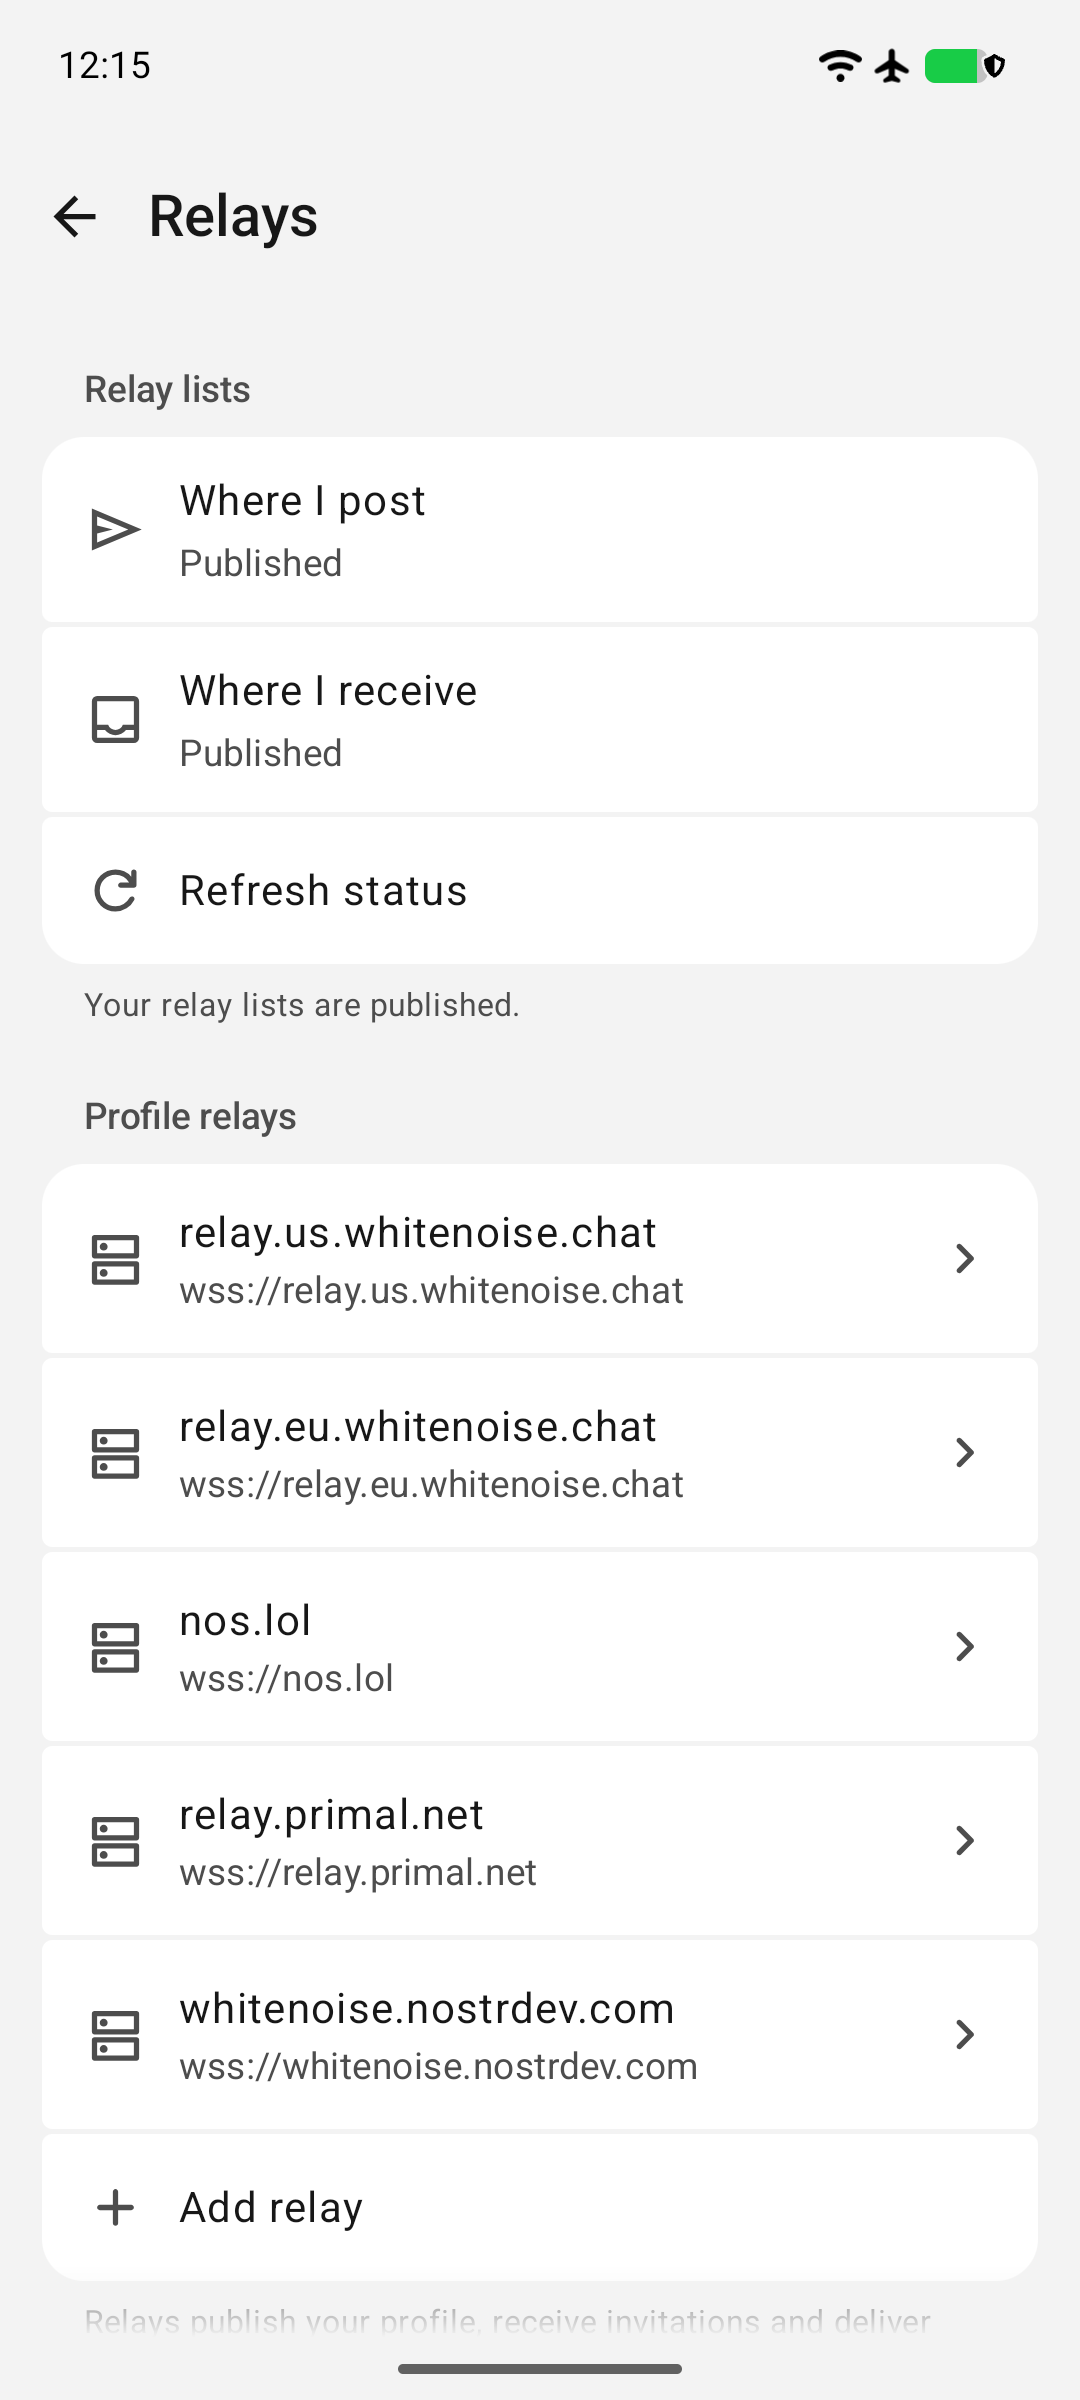 12:15
Relays
Relay lists
Where I post
Published
Where I receive
Published
Refresh status
Your relay lists are published.
Profile relays
relay.us.whitenoise.chat
wss://relay.us.whitenoise.chat
relay.eu.whitenoise.chat
wss://relay.eu.whitenoise.chat
nos.lol
wss://nos.lol
relay.primal.net
wss://relay.primal.net
whitenoise.nostrdev.com
wss://whitenoise.nostrdev.com
Add relay
Relays publish your profile, receive invitations and deliver